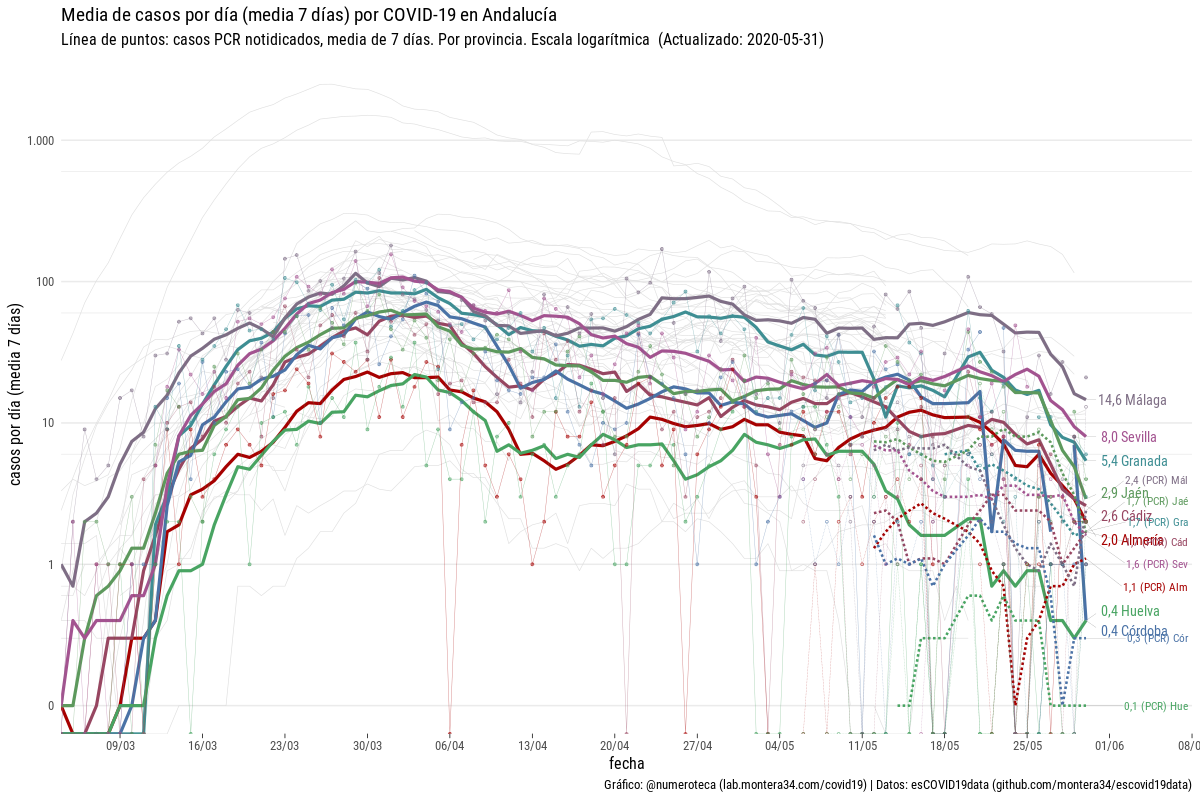 Media de casos por día (media 7 días) por COVID-19 en Andalucía
Línea de puntos: casos PCR notidicados, media de 7 días. Por provincia. Escala logarítmica (Actualizado: 2020-05-31)
casos por día (media 7 días)
1.000
100
10
1
0
14,6 Málaga
8,0 Sevilla
5,4 Granada
2,4 (PCR) Mál
2,9 Jaén
1,7 (PCR) Jaé
2,6 Cádiz
1,7 (PCR) Gra
2,0 Almería
(PCR) Cád
1,6 (PCR) Sev
1,1 (PCR) Alm
0,4 Huelva
0,4 Córdoba
0,3 (PCR) Cór
0,1 (PCR) Hue
09/03 16/03 23/03 30/03 06/04 13/04 20/04 27/04 04/05 11/05 18/05 25/05 01/06 08/0
fecha
Gráfico: @numeroteca (lab.montera34.com/covid19) | Datos: esCOVID19data (github.com/montera34/escovid19data)